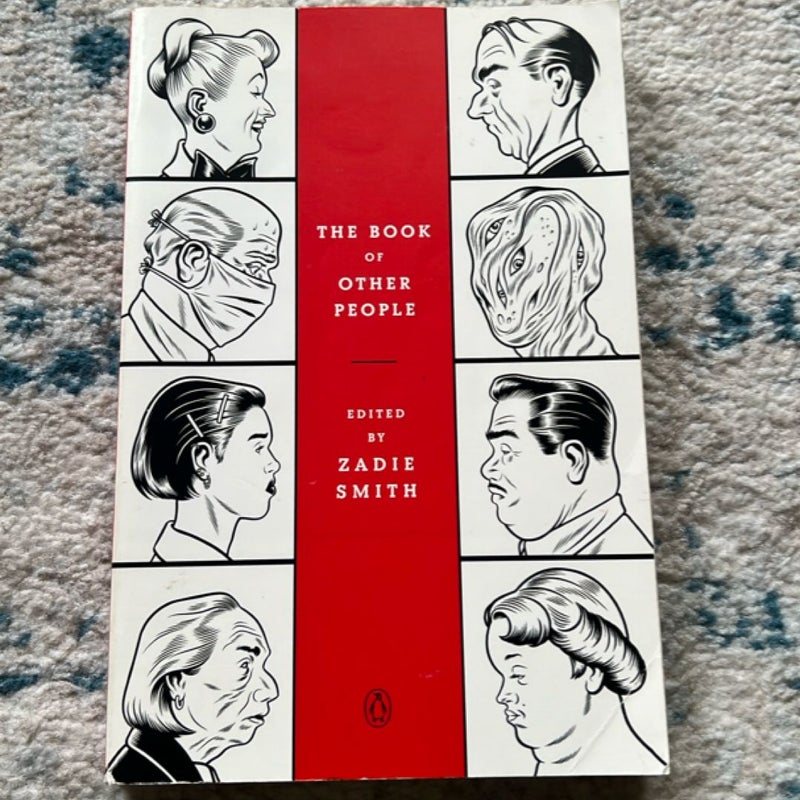 THE BOOK
OF
OTHER
PEOPLE
EDITED
BY
ZADIE
SMITH